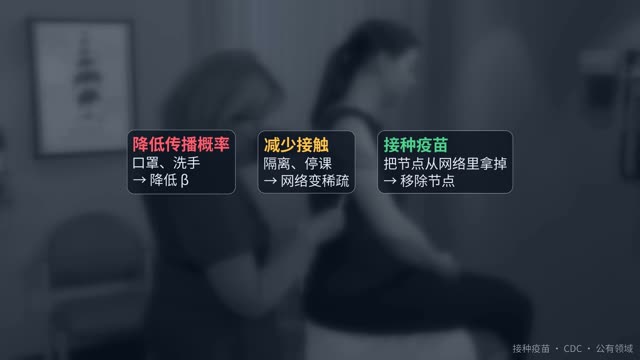 降低传播概率
口罩、洗手
→ 降低 β
减少接触
隔离、停课
→ 网络变稀疏
接种疫苗
把节点从网络里拿掉
→ 移除节点
接种疫苗 • CDC • 公有领域